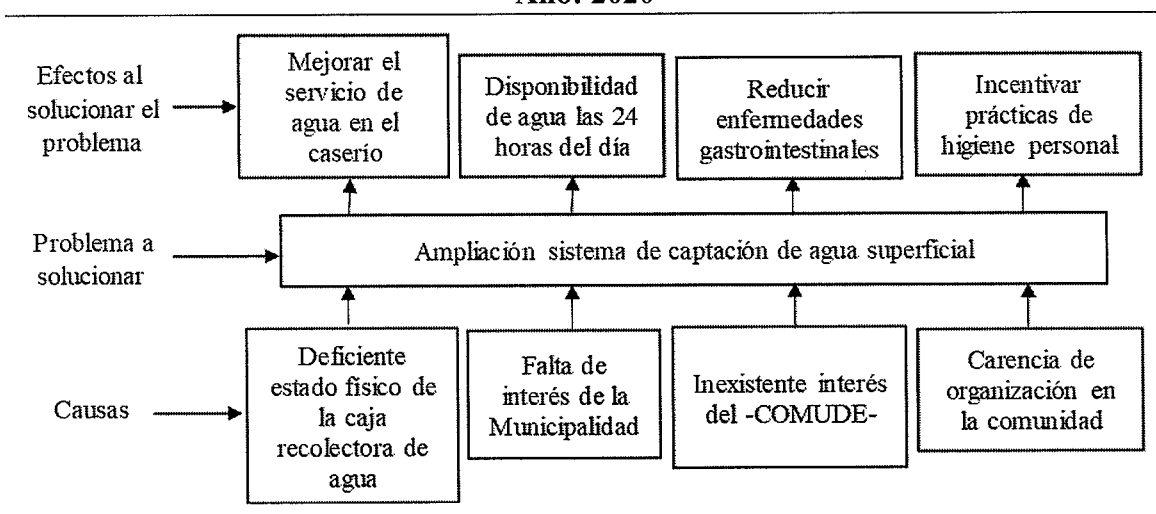 Año: 2020
Efectos al
solucionar el
problema
Mejorar el
servicio de
agua en el
caserío
Disponibilidad
de agua las 24
horas del día
Reducir
enfermedades
gastrointestinales
Incentivar
prácticas de
higiene personal
Problema a
solucionar
Ampliación sistema de captación de agua superficial
Causas
Deficiente
estado físico de
la caja
recolectora de
agua
Falta de
interés de la
Municipalidad
Inexistente interés
del -COMUDE-
Carencia de
organización en
la comunidad